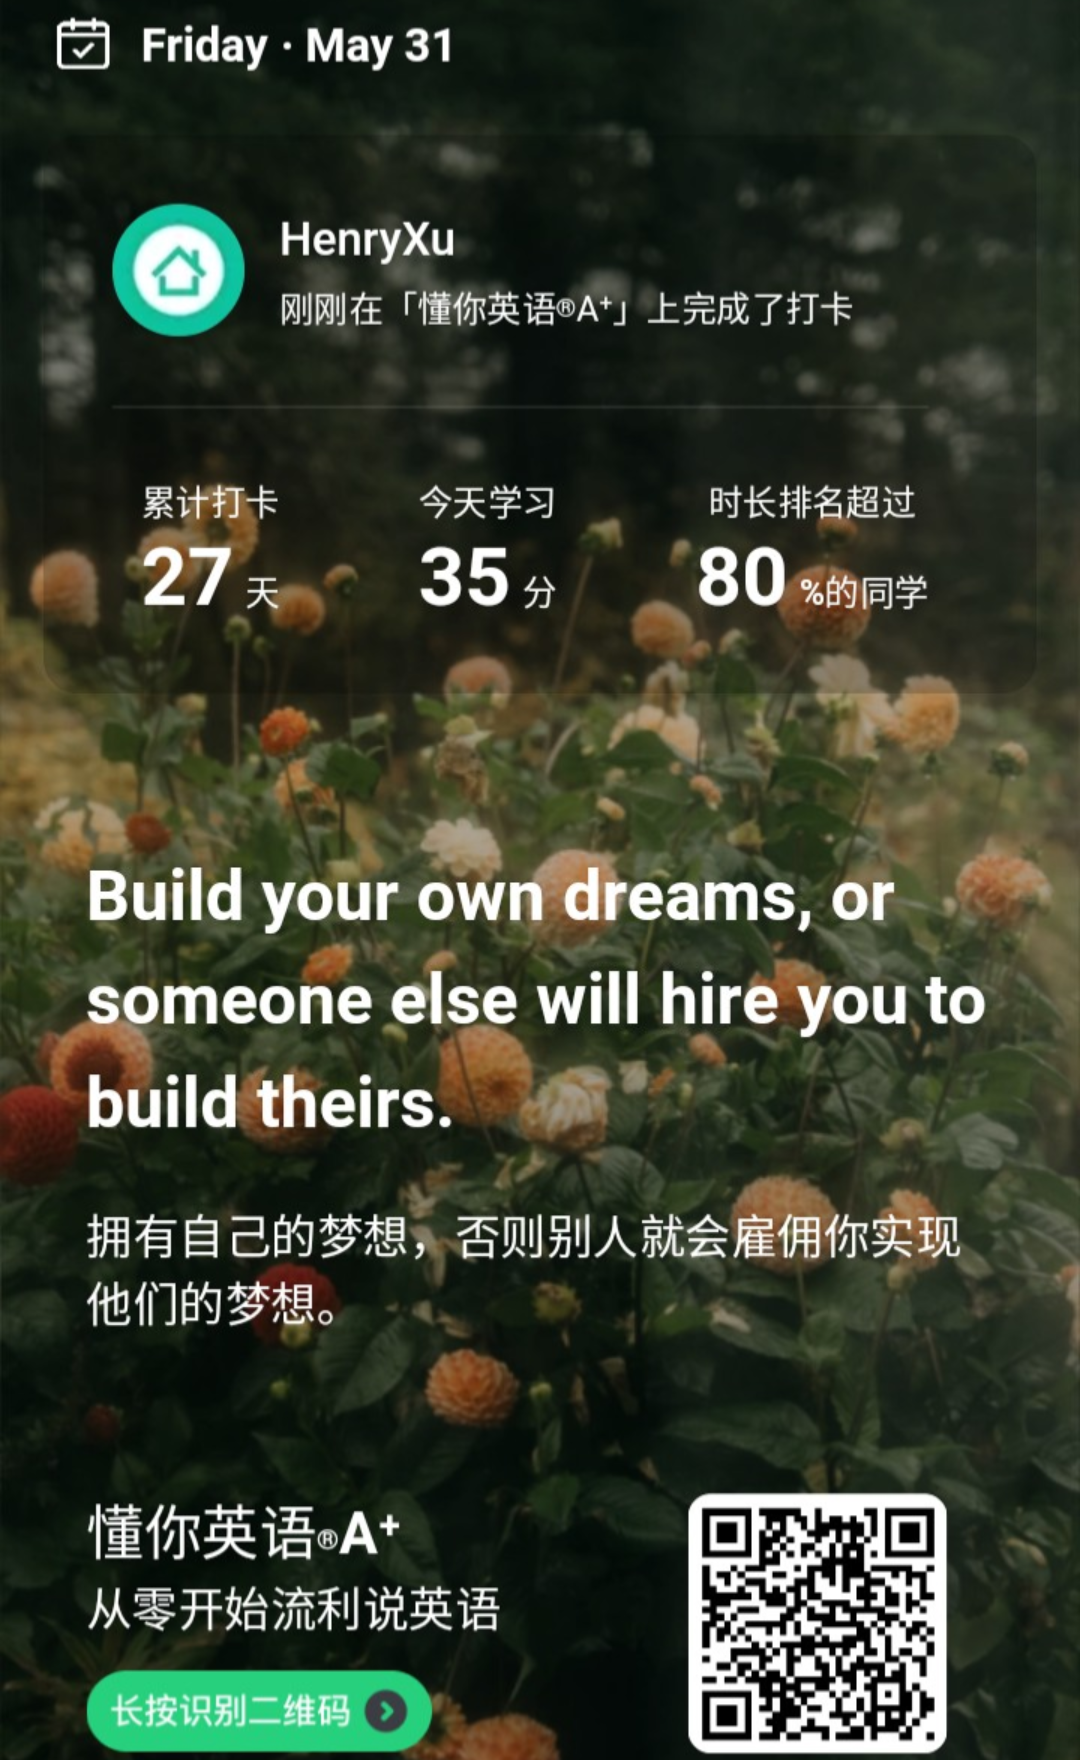 Friday · May 31
HenryXu
刚刚在「懂你英语®A⁺」上完成了打卡
累计打卡 今天学习 时长排名超过
27 天 35 分 80 %的同学
Build your own dreams, or
someone else will hire you to
build theirs.
拥有自己的梦想，否则别人就会雇佣你实现
他们的梦想。
懂你英语®A⁺
从零开始流利说英语
长按识别二维码